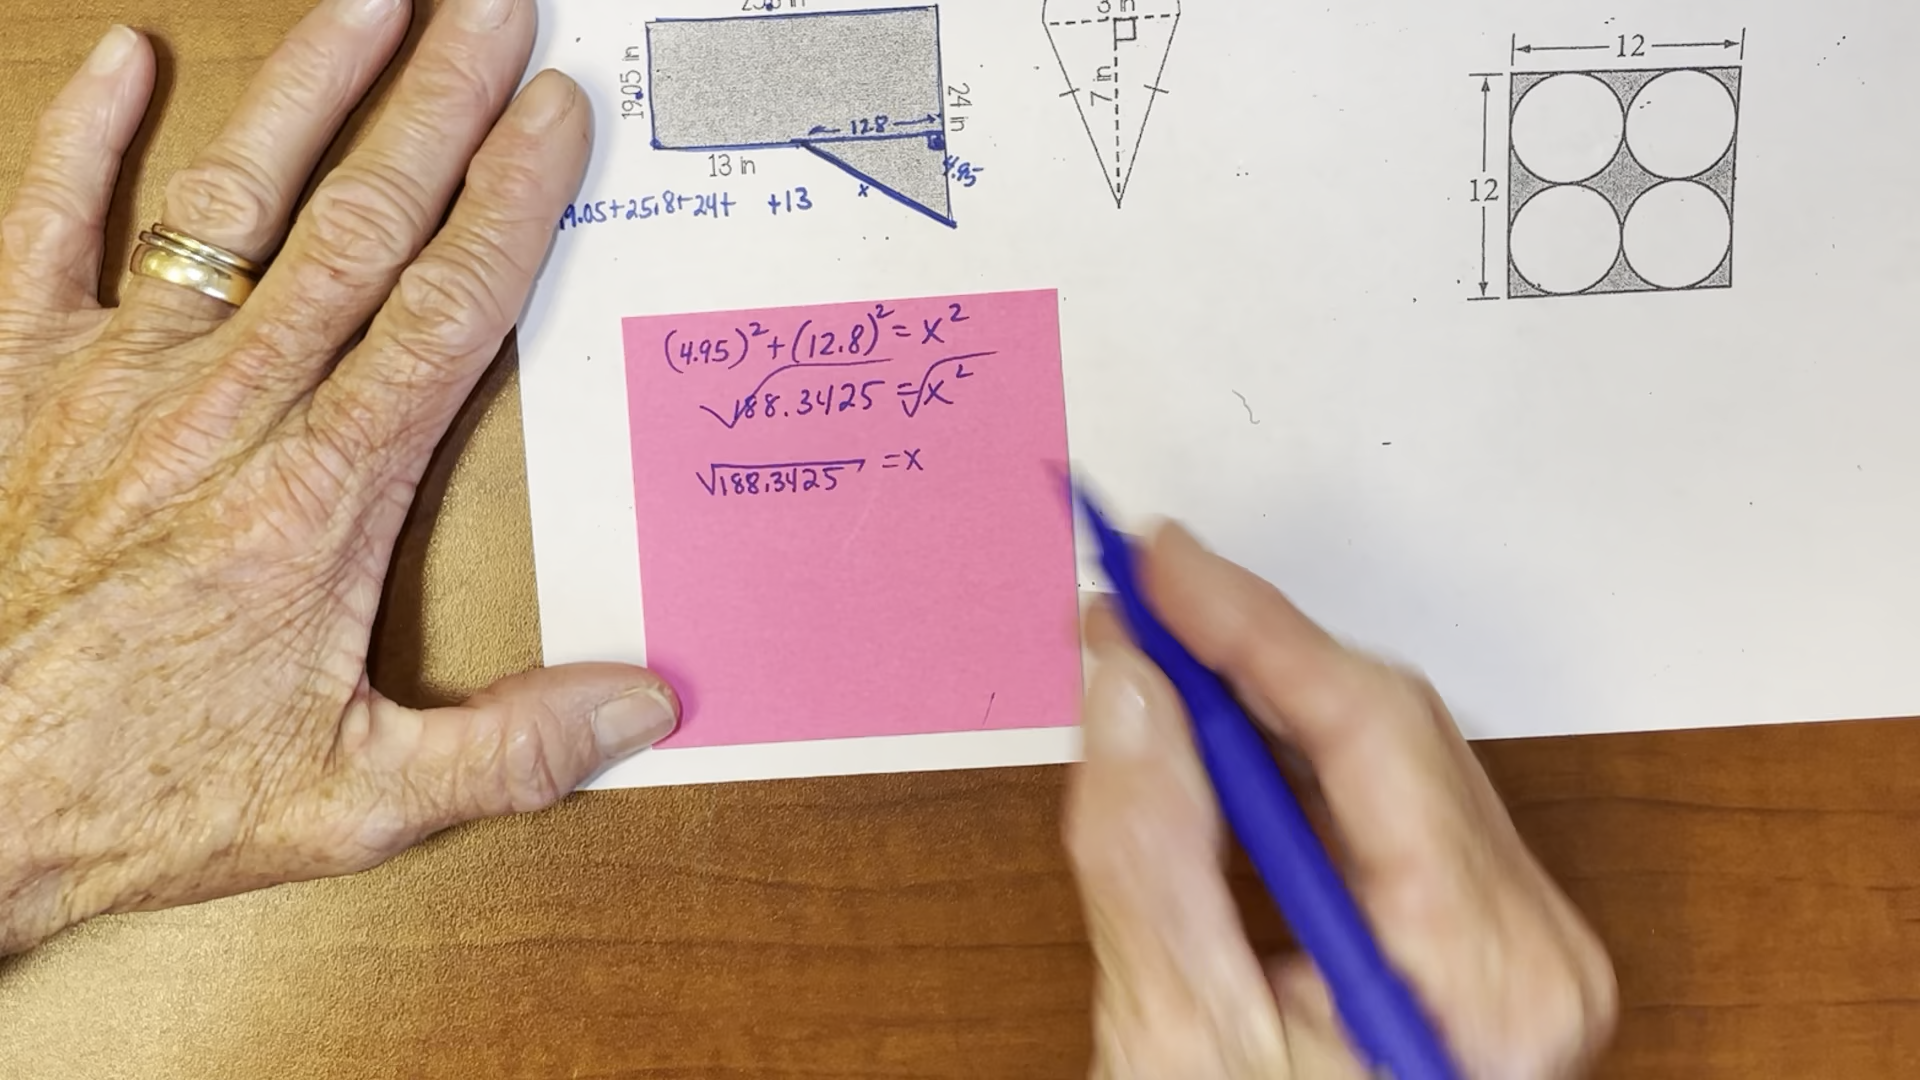 19.05 in
24 in
12.8
4.95
13 in
x
19.05+25.8+24+ +13
3 in
7 in
12
12
(4.95)² + (12.8)² = x²
√188.3425 = √x²
√188.3425 = x